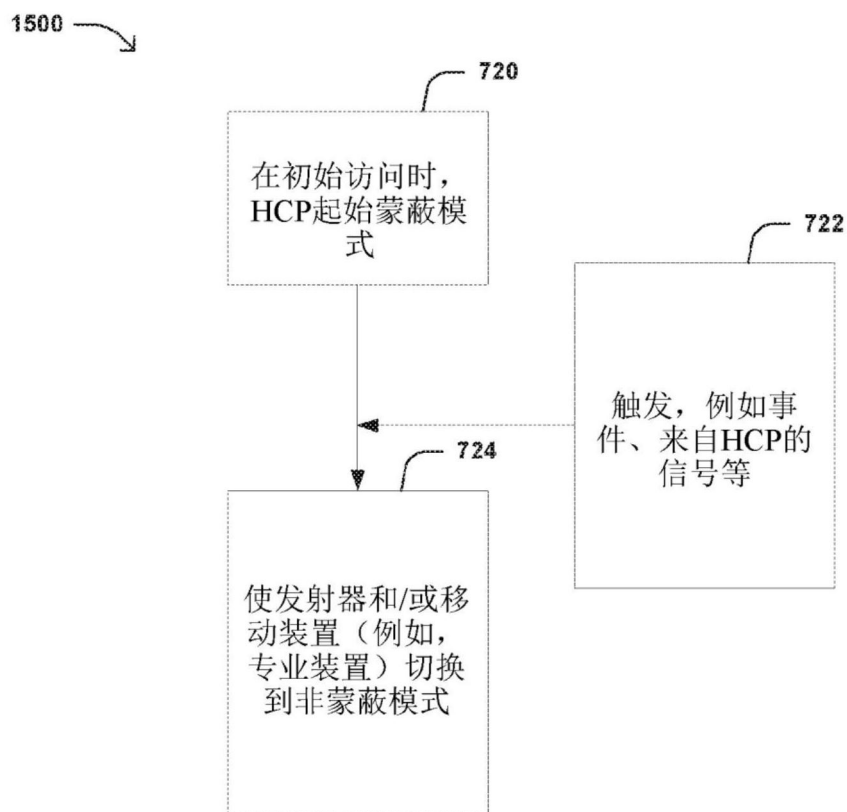 1500
720
在初始访问时，
HCP起始蒙蔽模
式
722
触发，例如事
件、来自HCP的
信号等
724
使发射器和/或移
动装置（例如，
专业装置）切换
到非蒙蔽模式